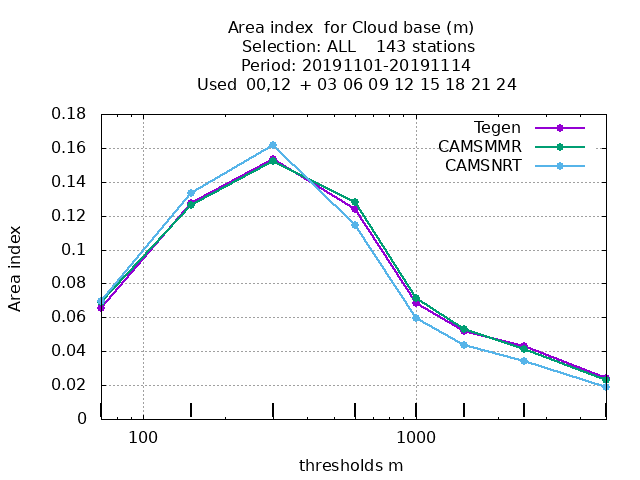 Area index  for Cloud base (m)
Selection: ALL    143 stations
Period: 20191101-20191114
Used  00,12  + 03 06 09 12 15 18 21 24
Tegen
CAMSMMR
CAMSNRT
Area index
0.18
0.16
0.14
0.12
0.1
0.08
0.06
0.04
0.02
0
100
1000
thresholds m